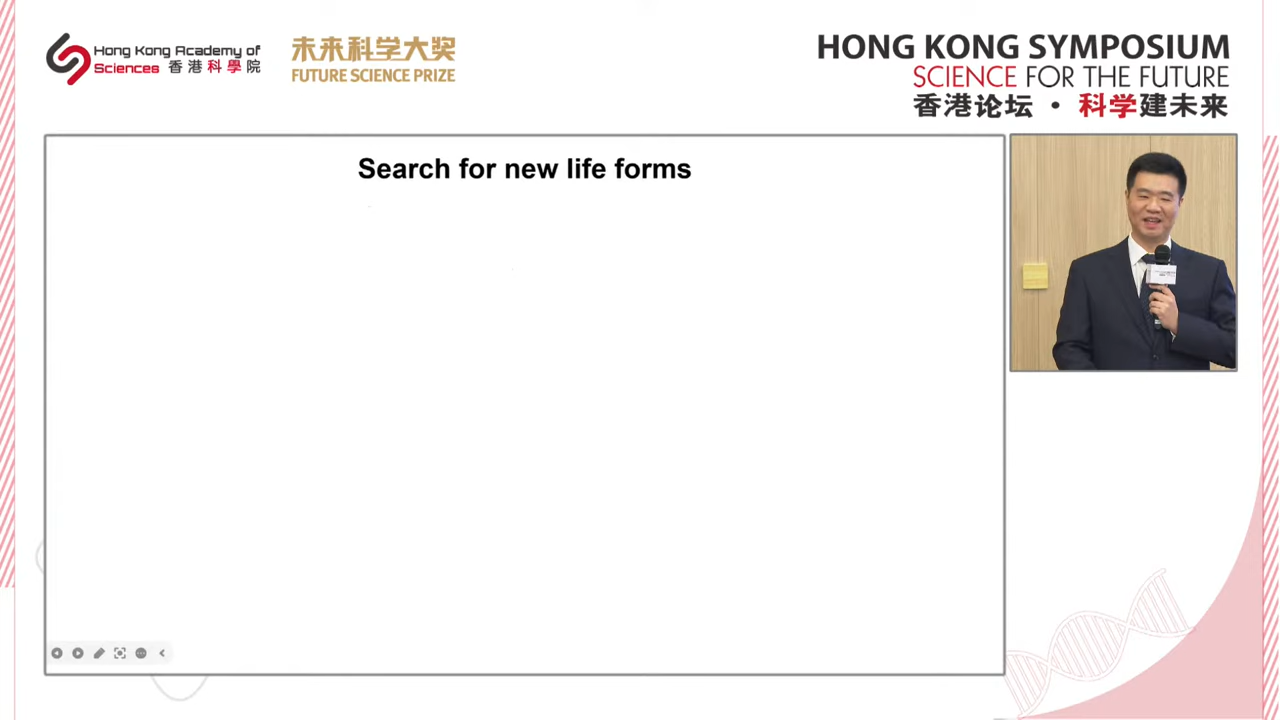 Hong Kong Academy of
Sciences 香港科學院
未来科学大奖
FUTURE SCIENCE PRIZE
HONG KONG SYMPOSIUM
SCIENCE FOR THE FUTURE
香港论坛 · 科学建未来
Search for new life forms